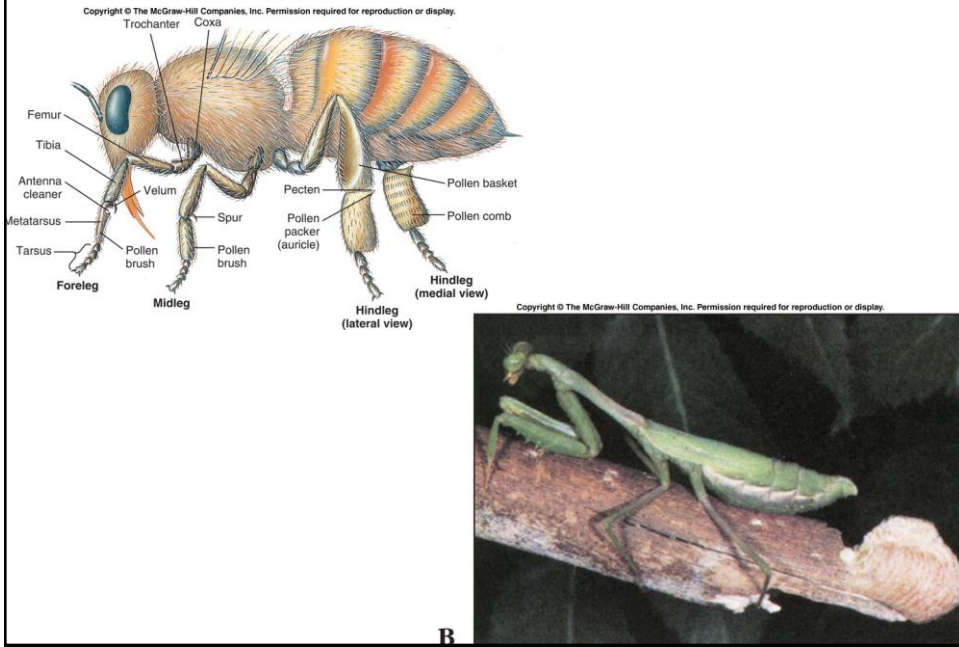 Copyright © The McGraw-Hill Companies, Inc. Permission required for reproduction or display.
Trochanter
Coxa
Femur
Tibia
Antenna
cleaner
Metatarsus
Tarsus
Velum
Pollen
brush
Foreleg
Spur
Pollen
brush
Midleg
Pecten
Pollen
packer
(auricle)
Hindleg
(lateral view)
Pollen basket
Pollen comb
Hindleg
(medial view)
Copyright © The McGraw-Hill Companies, Inc. Permission required for reproduction or display.
B